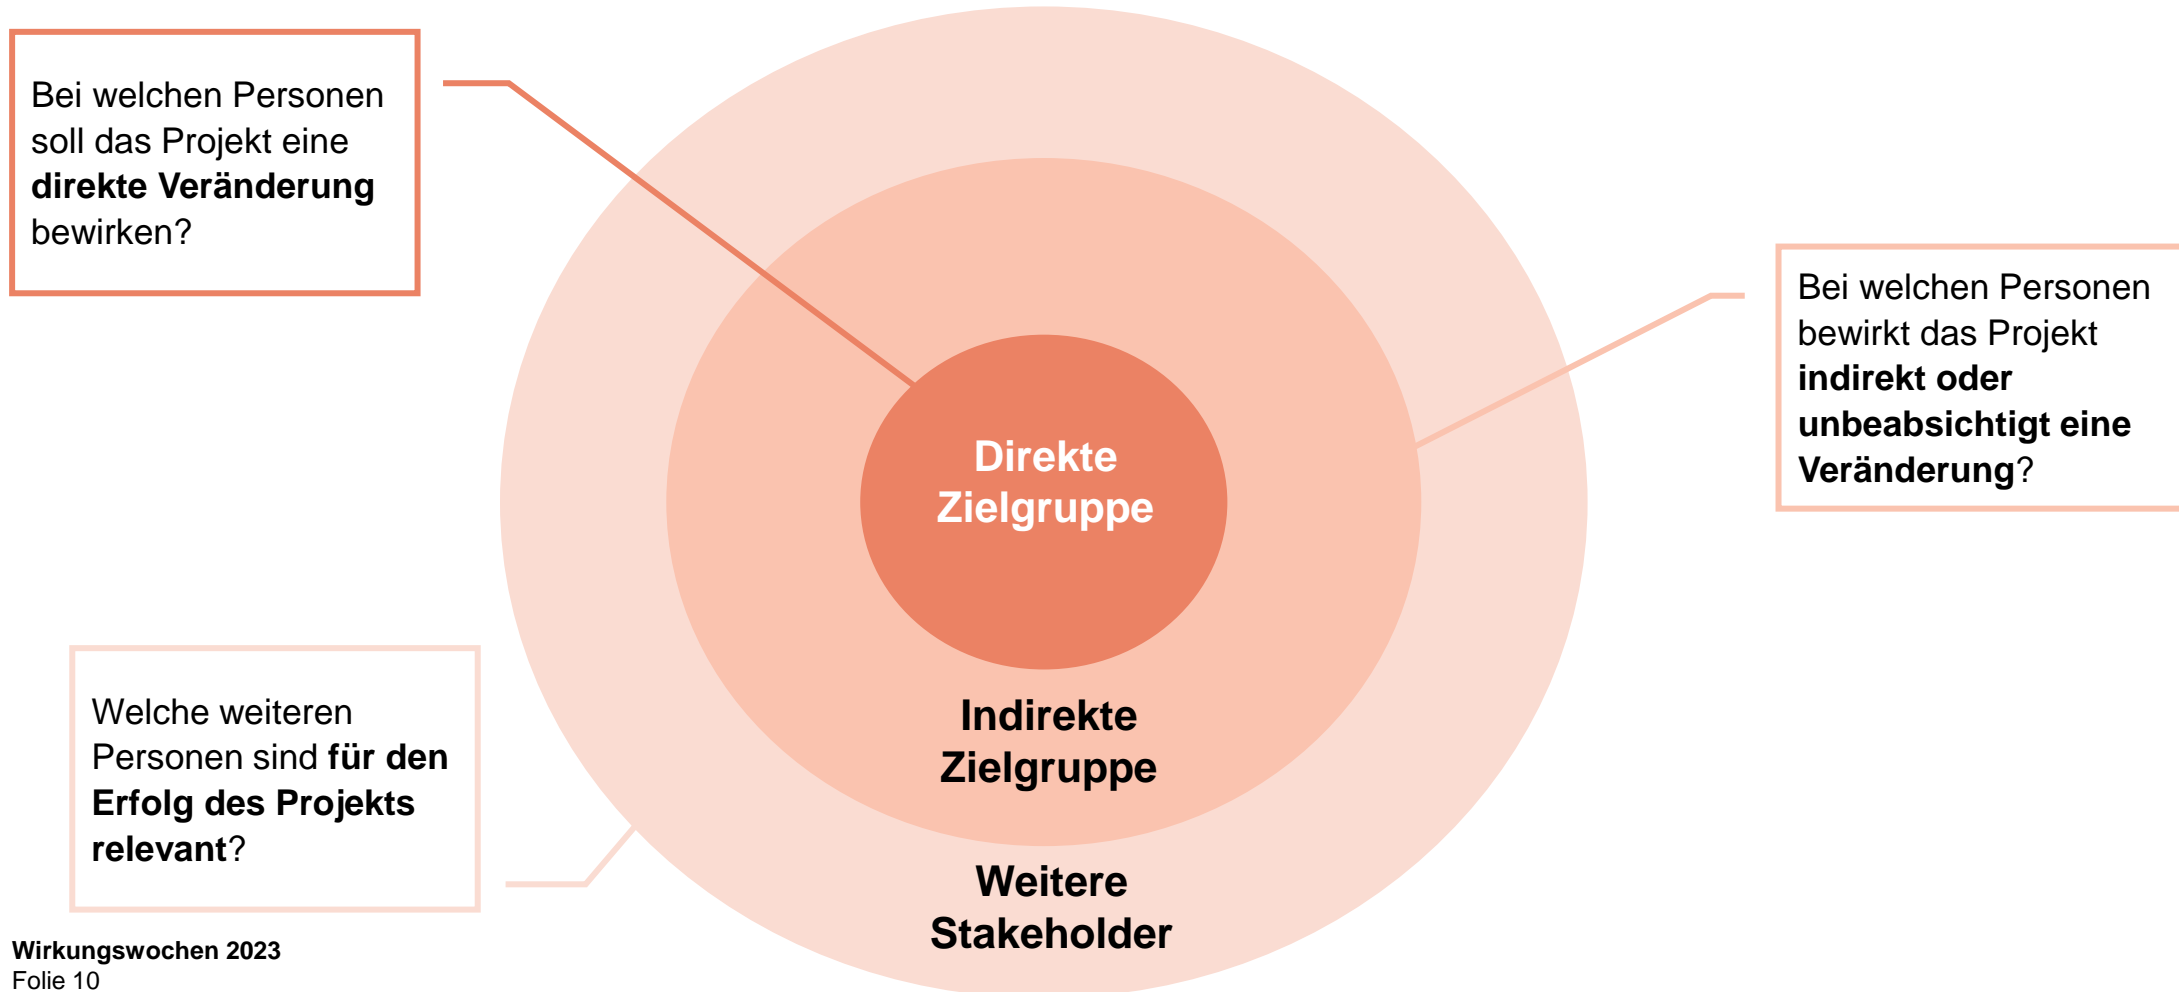 Bei welchen Personen
soll das Projekt eine
direkte Veränderung
bewirken?
Bei welchen Personen
bewirkt das Projekt
indirekt oder
unbeabsichtigt eine
Veränderung?
Direkte
Zielgruppe
Indirekte
Zielgruppe
Weitere
Stakeholder
Welche weiteren
Personen sind für den
Erfolg des Projekts
relevant?
Wirkungswochen 2023
Folie 10